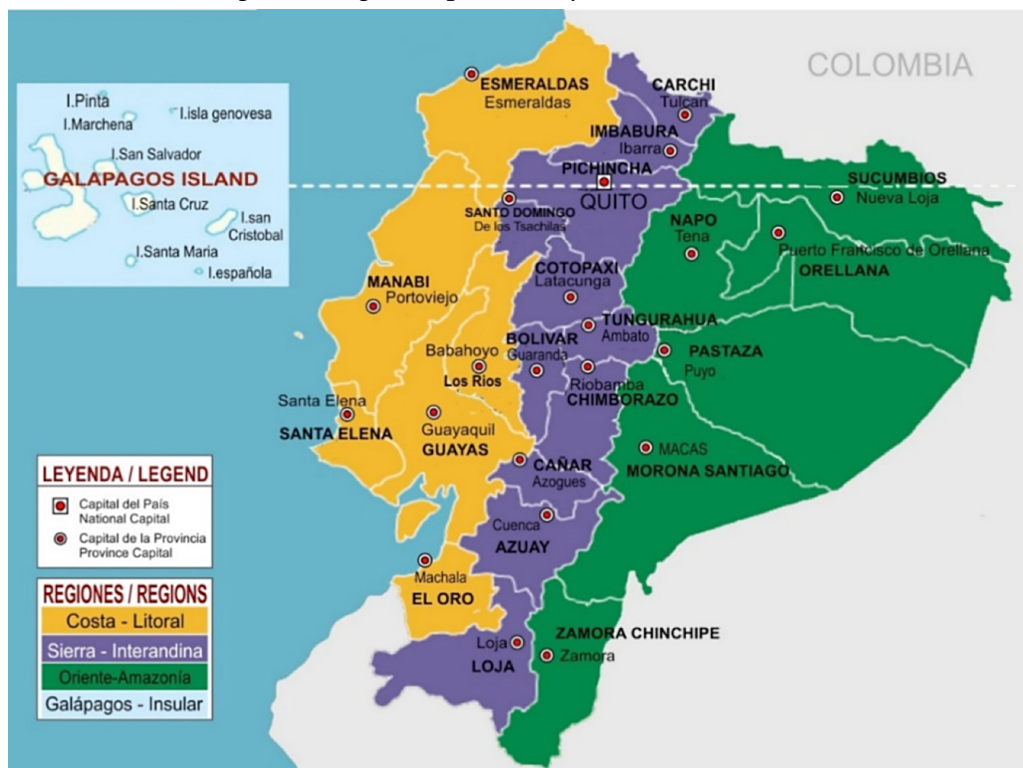 COLOMBIA
ESMERALDAS
Esmeraldas
CARCHI
Tulcan
IMBABURA
Ibarra
PICHINCHA
QUITO
SANTO DOMINGO
De los Tsachilas
SUCUMBIOS
Nueva Loja
NAPO
Tena
Puerto Francisco de Orellana
ORELLANA
COTOPAXI
Latacunga
MANABI
Portoviejo
TUNGURAHUA
Ambato
BOLIVAR
Guaranda
PASTAZA
Puyo
Babahoyo
Los Rios
Riobamba
CHIMBORAZO
Santa Elena
SANTA ELENA
Guayaquil
GUAYAS
MACAS
MORONA SANTIAGO
CAÑAR
Azogues
Cuenca
AZUAY
Machala
EL ORO
Loja
LOJA
ZAMORA CHINCHIPE
Zamora
I.Pinta
I.Marchena
I.isla genovesa
I.San Salvador
GALAPAGOS ISLAND
I.Santa Cruz
I.san
Cristobal
I.Santa Maria
I.española
LEYENDA / LEGEND
Capital del País
National Capital
Capital de la Provincia
Province Capital
REGIONES / REGIONS
Costa - Litoral
Sierra - Interandina
Oriente-Amazonía
Galápagos - Insular